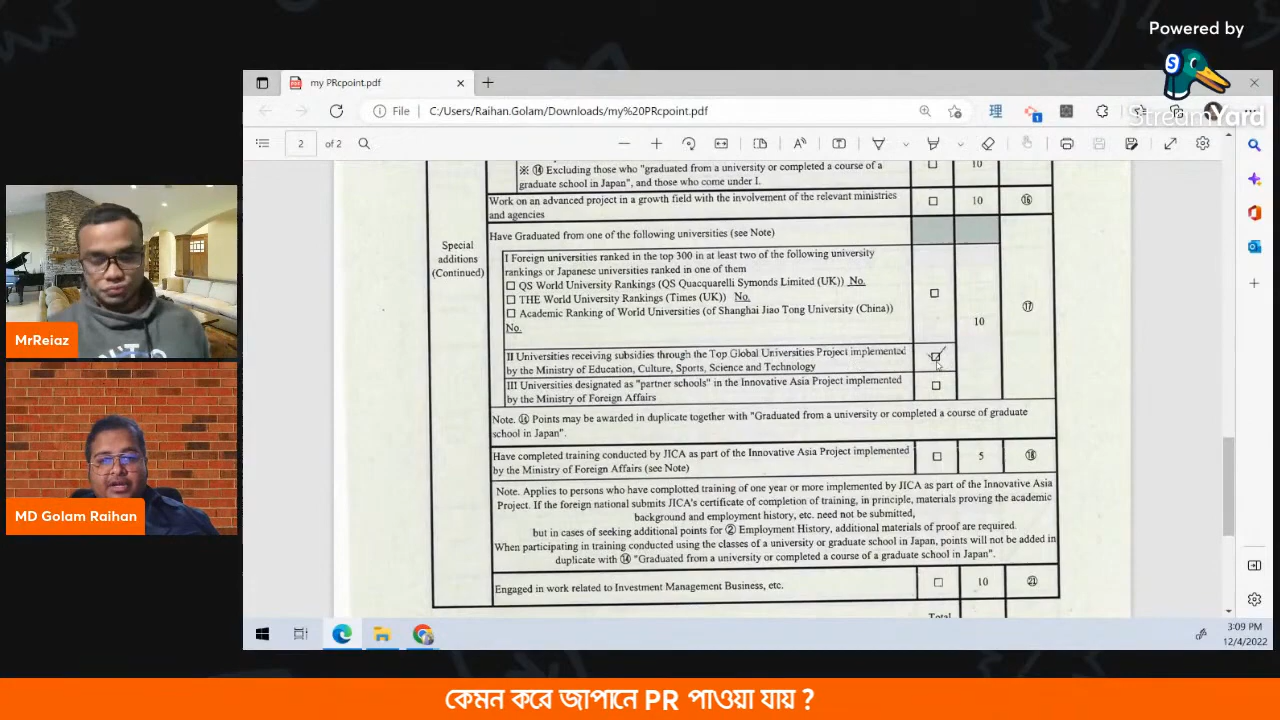 Powered by
StreamYard
my PRcpoint.pdf
File C:/Users/Raihan.Golam/Downloads/my%20PRcpoint.pdf
2 of 2
※ ⑭ Excluding those who "graduated from a university or completed a course of a
graduate school in Japan", and those who come under I.
10
Work on an advanced project in a growth field with the involvement of the relevant ministries
and agencies
10 ⑯
Special
additions
(Continued)
Have Graduated from one of the following universities (see Note)
I Foreign universities ranked in the top 300 in at least two of the following university
rankings or Japanese universities ranked in one of them
□ QS World University Rankings (QS Quacquarelli Symonds Limited (UK)) No.
□ THE World University Rankings (Times (UK)) No.
□ Academic Ranking of World Universities (of Shanghai Jiao Tong University (China))
No.
10 ⑰
II Universities receiving subsidies through the Top Global Universities Project implemented
by the Ministry of Education, Culture, Sports, Science and Technology
III Universities designated as "partner schools" in the Innovative Asia Project implemented
by the Ministry of Foreign Affairs
Note. ⑭ Points may be awarded in duplicate together with "Graduated from a university or completed a course of graduate
school in Japan".
Have completed training conducted by JICA as part of the Innovative Asia Project implemented
by the Ministry of Foreign Affairs (see Note)
5 ⑱
Note. Applies to persons who have complotted training of one year or more implemented by JICA as part of the Innovative Asia
Project. If the foreign national submits JICA's certificate of completion of training, in principle, materials proving the academic
background and employment history, etc. need not be submitted,
but in cases of seeking additional points for ② Employment History, additional materials of proof are required.
When participating in training conducted using the classes of a university or graduate school in Japan, points will not be added in
duplicate with ⑭ "Graduated from a university or completed a course of a graduate school in Japan".
Engaged in work related to Investment Management Business, etc.
10 ㉑
Total
MrReiaz
MD Golam Raihan
3:09 PM
12/4/2022
কেমন করে জাপানে PR পাওয়া যায় ?